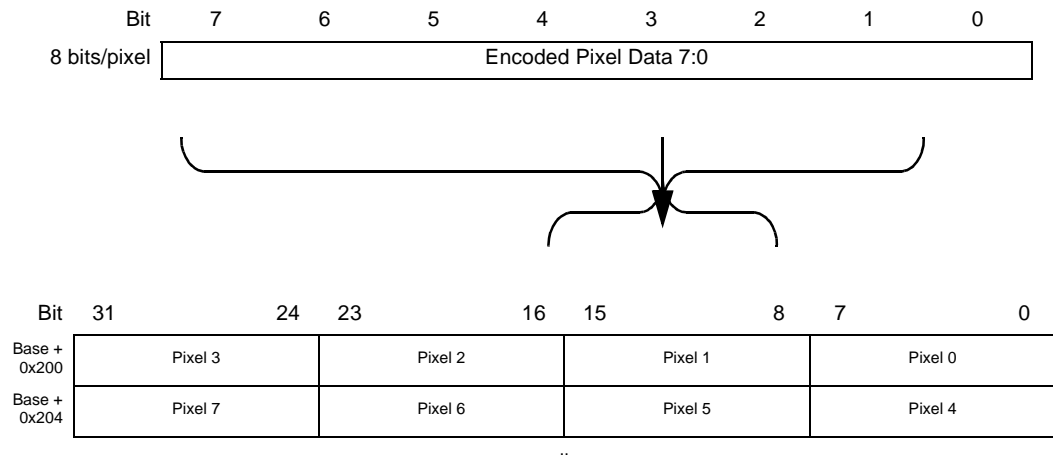 Bit 7 6 5 4 3 2 1 0
8 bits/pixel Encoded Pixel Data 7:0
Bit 31 24 23 16 15 8 7 0
Base + 0x200 Pixel 3 Pixel 2 Pixel 1 Pixel 0
Base + 0x204 Pixel 7 Pixel 6 Pixel 5 Pixel 4